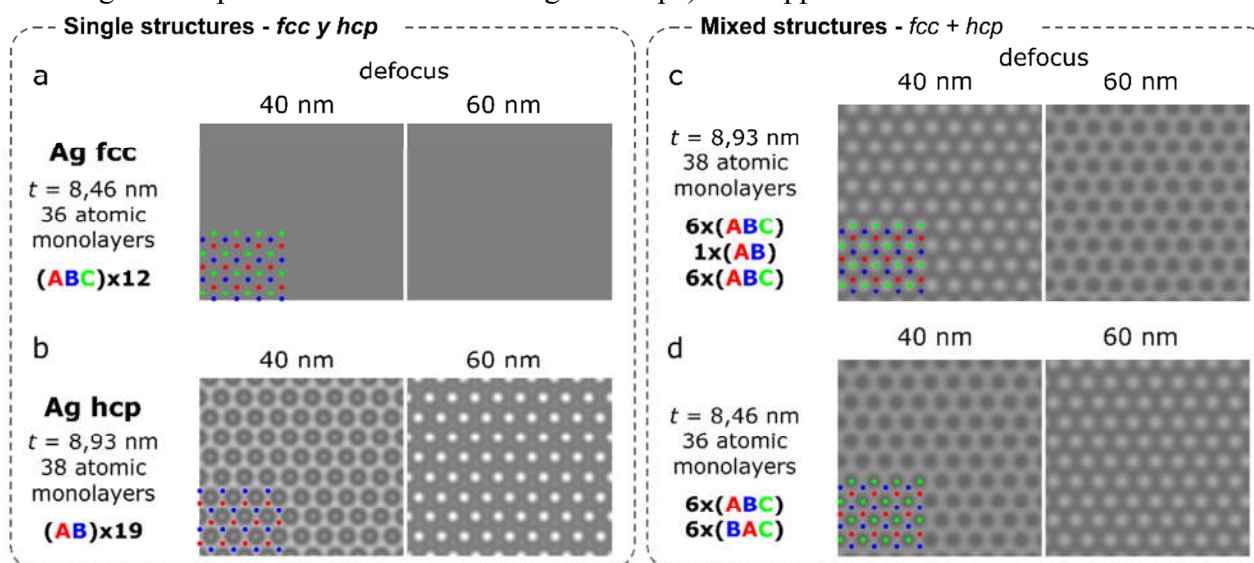 Single structures - fcc y hcp
a
defocus
40 nm 60 nm
Ag fcc
t = 8,46 nm
36 atomic
monolayers
(ABC)x12
b
40 nm 60 nm
Ag hcp
t = 8,93 nm
38 atomic
monolayers
(AB)x19
Mixed structures - fcc + hcp
c
defocus
40 nm 60 nm
t = 8,93 nm
38 atomic
monolayers
6x(ABC)
1x(AB)
6x(ABC)
d
40 nm 60 nm
t = 8,46 nm
36 atomic
monolayers
6x(ABC)
6x(BAC)